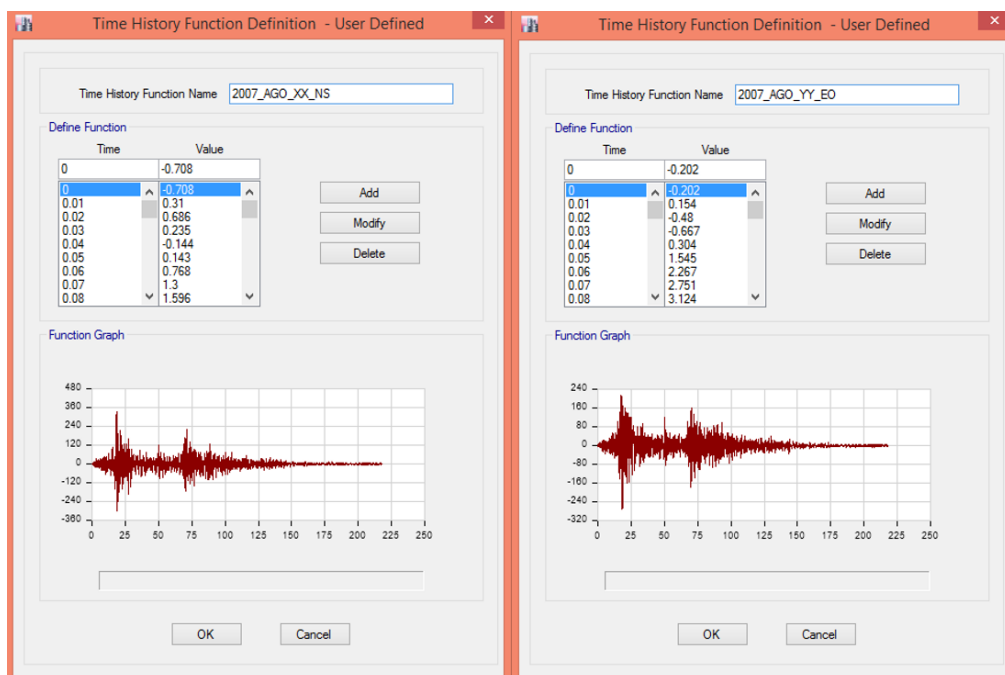 Time History Function Definition - User Defined
Time History Function Name 2007_AGO_XX_NS
Define Function
Time Value
0 -0.708
0 -0.708
0.01 0.31
0.02 0.686
0.03 0.235
0.04 -0.144
0.05 0.143
0.06 0.768
0.07 1.3
0.08 1.596
Add
Modify
Delete
Function Graph
480
360
240
120
0
-120
-240
-360
0 25 50 75 100 125 150 175 200 225 250
OK Cancel
Time History Function Definition - User Defined
Time History Function Name 2007_AGO_YY_EO
Define Function
Time Value
0 -0.202
0 -0.202
0.01 0.154
0.02 -0.48
0.03 -0.667
0.04 0.304
0.05 1.545
0.06 2.267
0.07 2.751
0.08 3.124
Add
Modify
Delete
Function Graph
240
160
80
0
-80
-160
-240
-320
0 25 50 75 100 125 150 175 200 225 250
OK Cancel